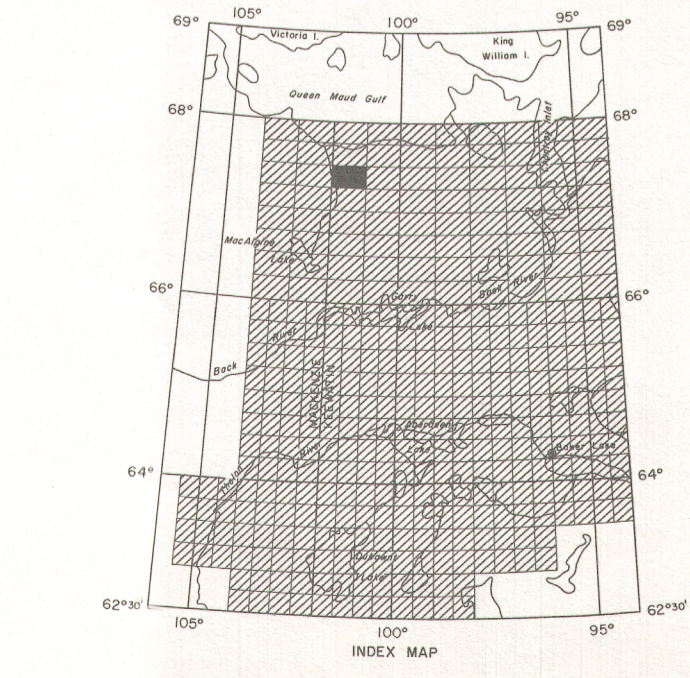 105° 100° 95°
69° 69°
Victoria I.
King
William I.
Queen Maud Gulf
68° 68°
Chantrey Inlet
MacAlpine
Lake
66° 66°
Garry
Lake
Back River
River
Back
MACKENZIE
KEEWATIN
Aberdeen
Lake
Baker Lake
River
Thelon
64° 64°
Dubawnt
Lake
62°30' 62°30'
105° 100° 95°
INDEX MAP